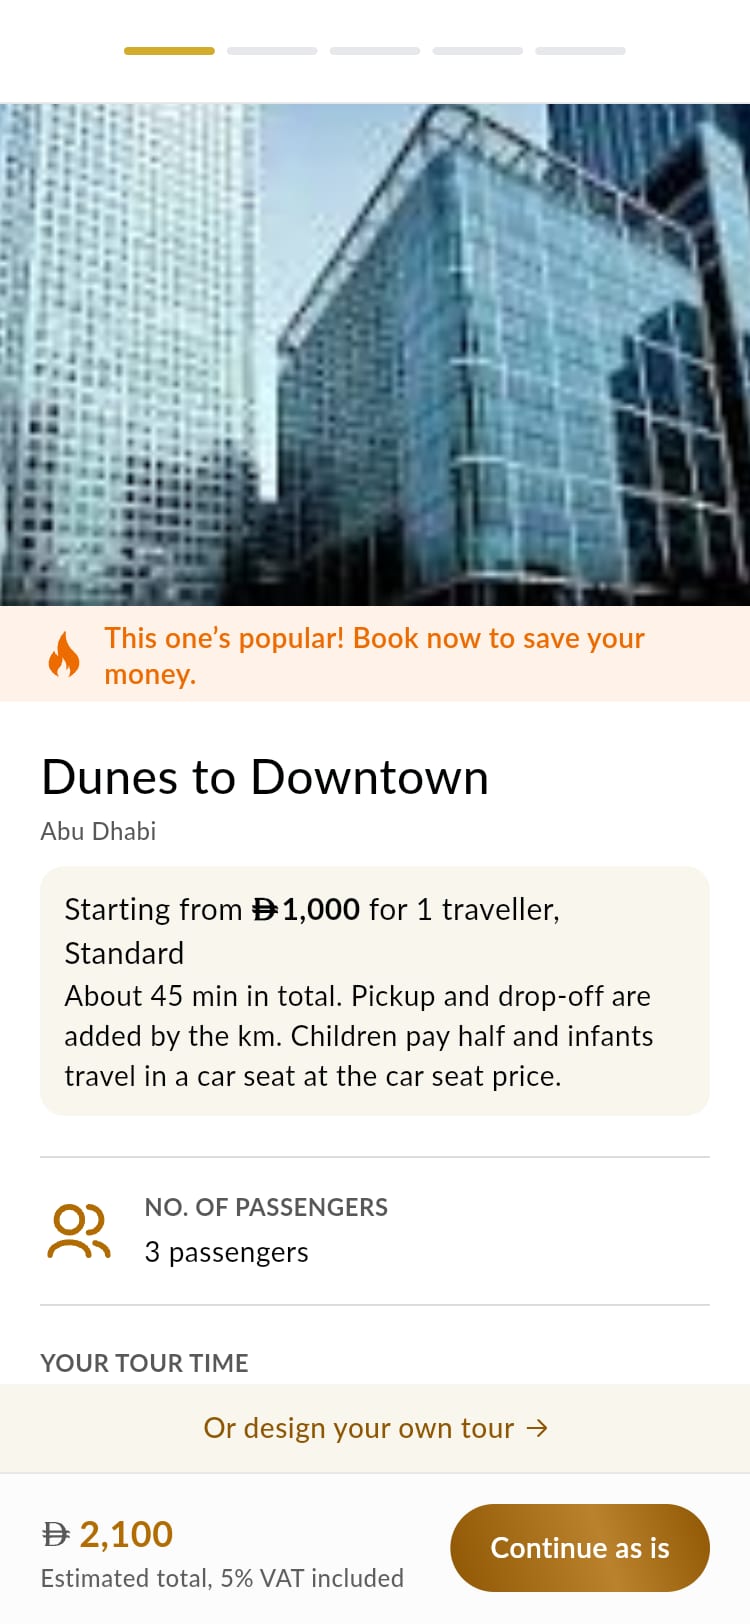 This one’s popular! Book now to save your
money.
Dunes to Downtown
Abu Dhabi
Starting from 1,000 for 1 traveller,
Standard
About 45 min in total. Pickup and drop-off are
added by the km. Children pay half and infants
travel in a car seat at the car seat price.
NO. OF PASSENGERS
3 passengers
YOUR TOUR TIME
Or design your own tour →
2,100
Estimated total, 5% VAT included
Continue as is